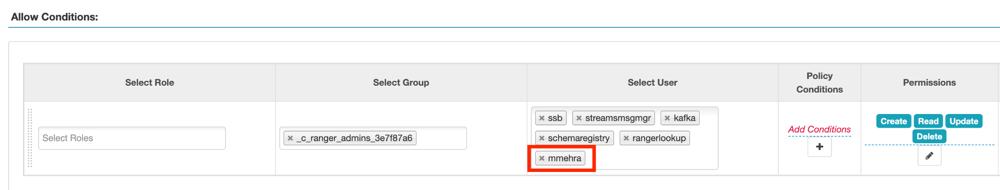 Allow Conditions:
Select Role
Select Group
Select User
Policy
Conditions
Permissions
Select Roles
× _c_ranger_admins_3e7f87a6
× ssb × streamsmsgmgr × kafka
× schemaregistry × rangerlookup
× mmehra
Add Conditions
+
Create Read Update
Delete